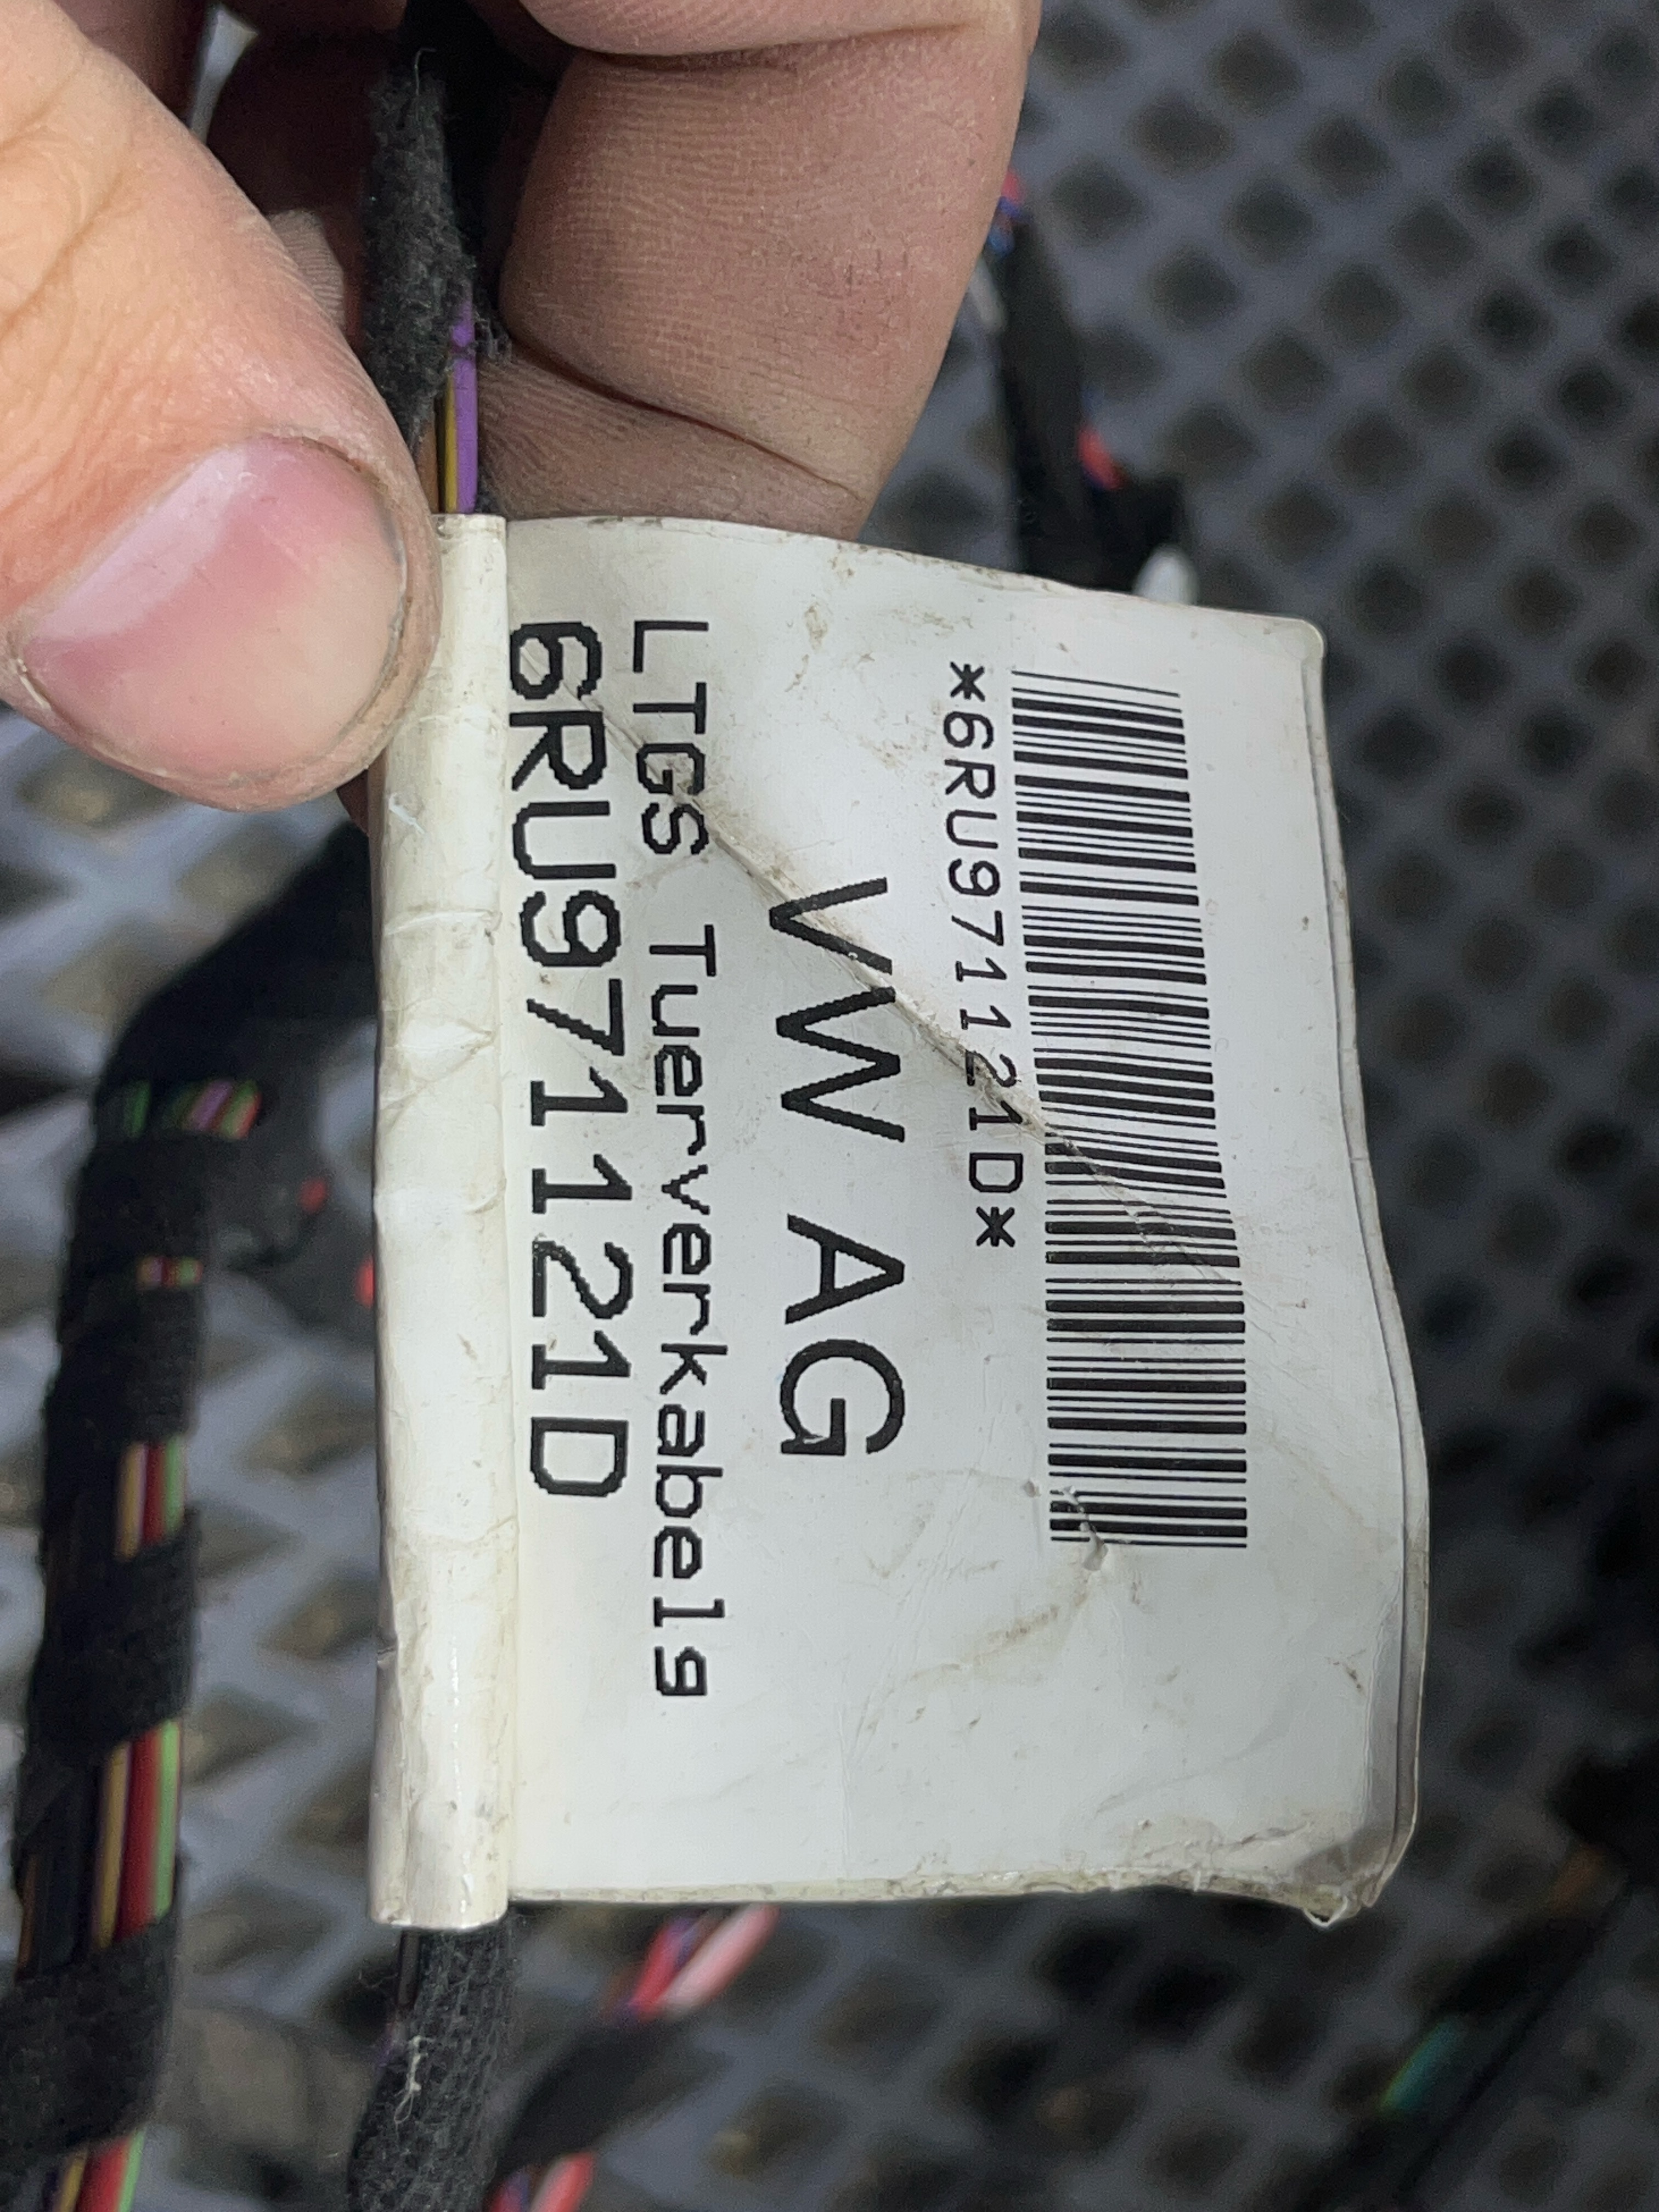 *6RU971121D*
VW AG
LTGS Tuerverkabelg
6RU971121D